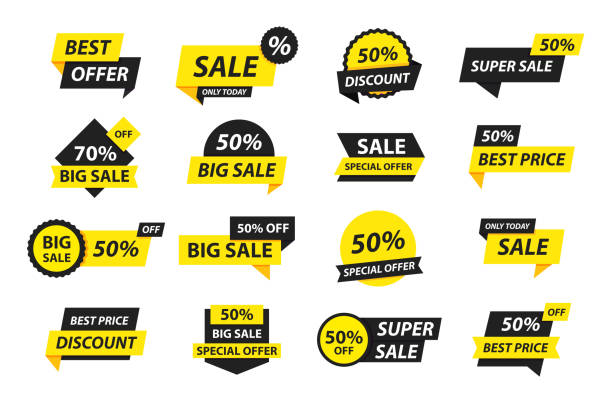 BEST
OFFER
SALE
%
ONLY TODAY
50%
DISCOUNT
50%
SUPER SALE
OFF
70%
BIG SALE
50%
BIG SALE
SALE
SPECIAL OFFER
50%
BEST PRICE
BIG
SALE
50%
OFF
50% OFF
BIG SALE
50%
SPECIAL OFFER
ONLY TODAY
SALE
BEST PRICE
DISCOUNT
50%
BIG SALE
SPECIAL OFFER
50%
OFF
SUPER
SALE
50%
OFF
BEST PRICE